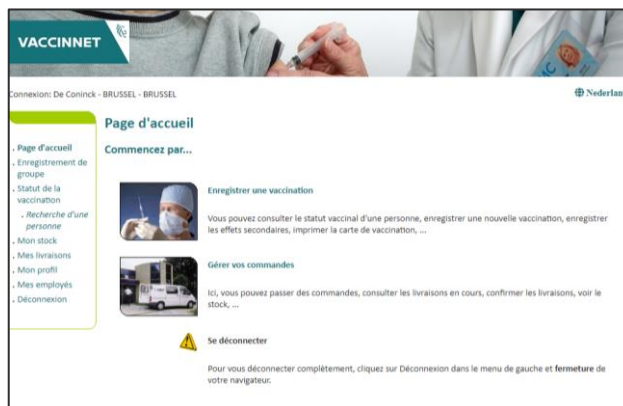 VACCINNET
Connexion: De Coninck - BRUSSEL - BRUSSEL
Nederlan
Page d'accueil
Commencez par...
. Page d'accueil
. Enregistrement de
groupe
. Statut de la
vaccination
. Recherche d'une
personne
. Mon stock
. Mes livraisons
. Mon profil
. Mes employés
. Déconnexion
Enregistrer une vaccination
Vous pouvez consulter le statut vaccinal d'une personne, enregistrer une nouvelle vaccination, enregistrer
les effets secondaires, imprimer la carte de vaccination, ...
Gérer vos commandes
Ici, vous pouvez passer des commandes, consulter les livraisons en cours, confirmer les livraisons, voir le
stock, ...
Se déconnecter
Pour vous déconnecter complètement, cliquez sur Déconnexion dans le menu de gauche et fermeture de
votre navigateur.